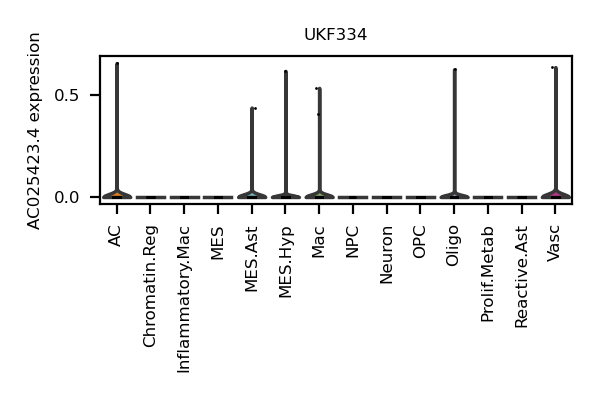 UKF334
AC025423.4 expression
0.5
0.0
AC
Chromatin.Reg
Inflammatory.Mac
MES
MES.Ast
MES.Hyp
Mac
NPC
Neuron
OPC
Oligo
Prolif.Metab
Reactive.Ast
Vasc